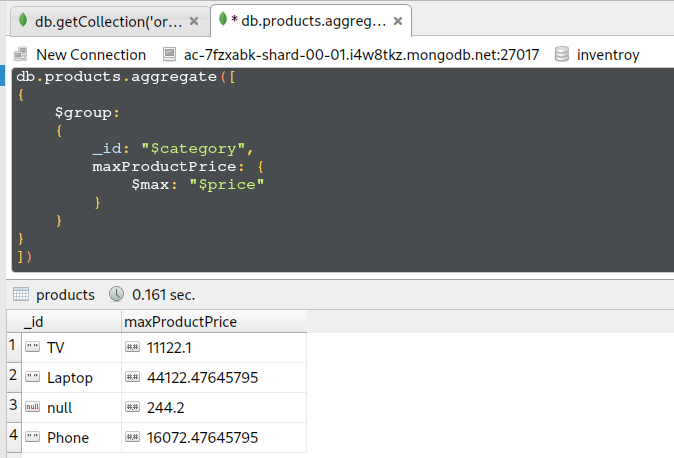 db.getCollection('or...
* db.products.aggreg...
New Connection ac-7fzxabk-shard-00-01.i4w8tkz.mongodb.net:27017 inventroy
db.products.aggregate([
{
    $group:
    {
        _id: "$category",
        maxProductPrice: {
            $max: "$price"
        }
    }
}
])
products 0.161 sec.
_id maxProductPrice
1 "" TV #.# 11122.1
2 "" Laptop #.# 44122.47645795
3 null null #.# 244.2
4 "" Phone #.# 16072.47645795